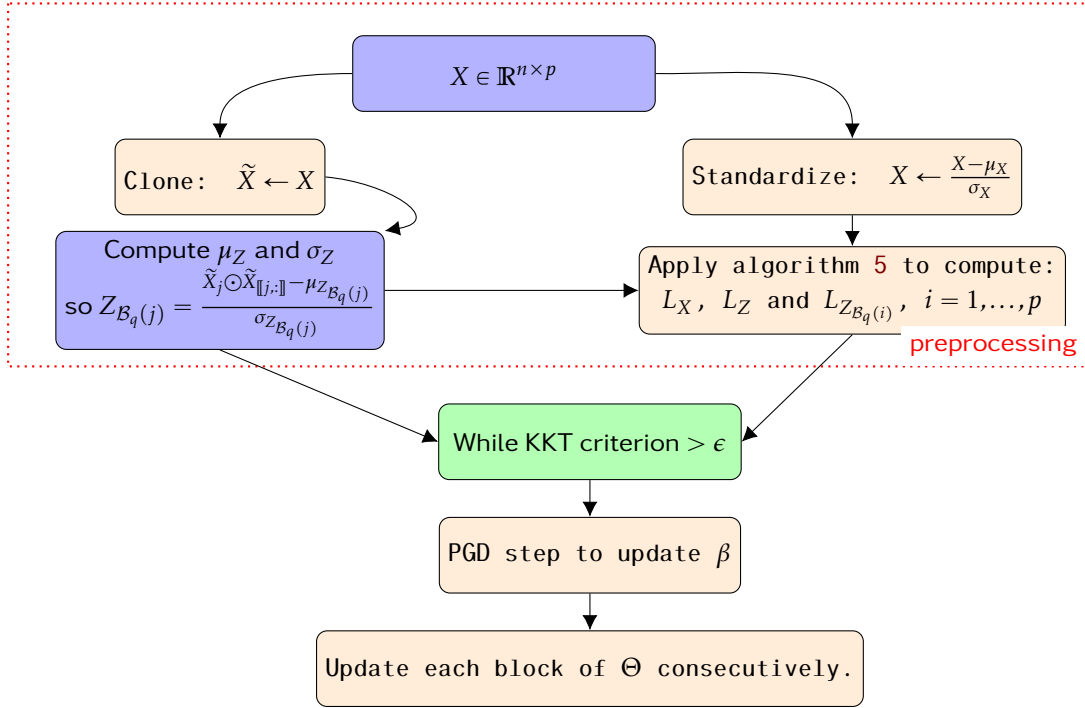 X ∈ ℝ^{n×p}
Clone: X̃ ← X
Standardize: X ← \frac{X−μ_X}{σ_X}
Compute μ_Z and σ_Z
so Z_{ℬ_q(j)} = \frac{X̃_j ⊙ X̃_{⟦j,:⟧} − μ_{Z_{ℬ_q(j)}}}{σ_{Z_{ℬ_q(j)}}}
Apply algorithm 5 to compute:
L_X, L_Z and L_{Z_{ℬ_q(i)}}, i = 1,...,p
preprocessing
While KKT criterion > ϵ
PGD step to update β
Update each block of Θ consecutively.